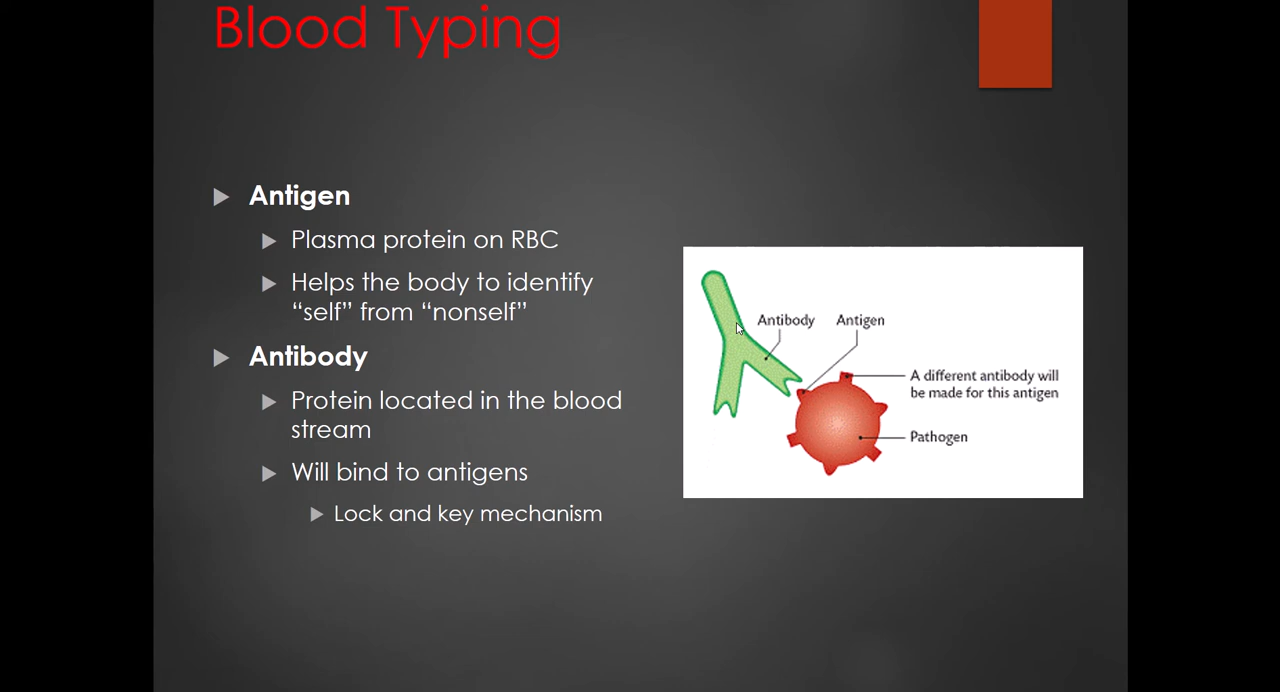 Blood Typing
Antigen
Plasma protein on RBC
Helps the body to identify
“self” from “nonself”
Antibody
Protein located in the blood
stream
Will bind to antigens
Lock and key mechanism
Antibody
Antigen
A different antibody will
be made for this antigen
Pathogen